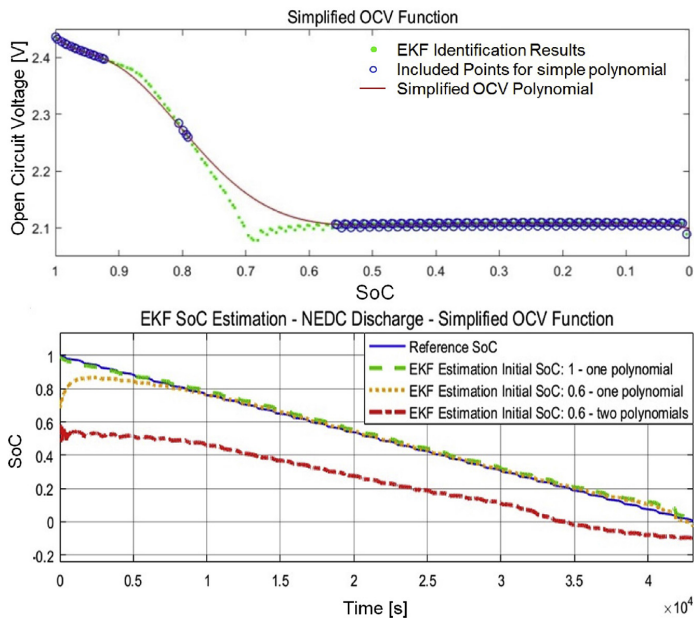 Simplified OCV Function
Open Circuit Voltage [V]
2.4
2.3
2.2
2.1
EKF Identification Results
Included Points for simple polynomial
Simplified OCV Polynomial
1 0.9 0.8 0.7 0.6 0.5 0.4 0.3 0.2 0.1 0
SoC
EKF SoC Estimation - NEDC Discharge - Simplified OCV Function
SoC
1
0.8
0.6
0.4
0.2
0
-0.2
Reference SoC
EKF Estimation Initial SoC: 1 - one polynomial
EKF Estimation Initial SoC: 0.6 - one polynomial
EKF Estimation Initial SoC: 0.6 - two polynomials
0 0.5 1 1.5 2 2.5 3 3.5 4
×10⁴
Time [s]